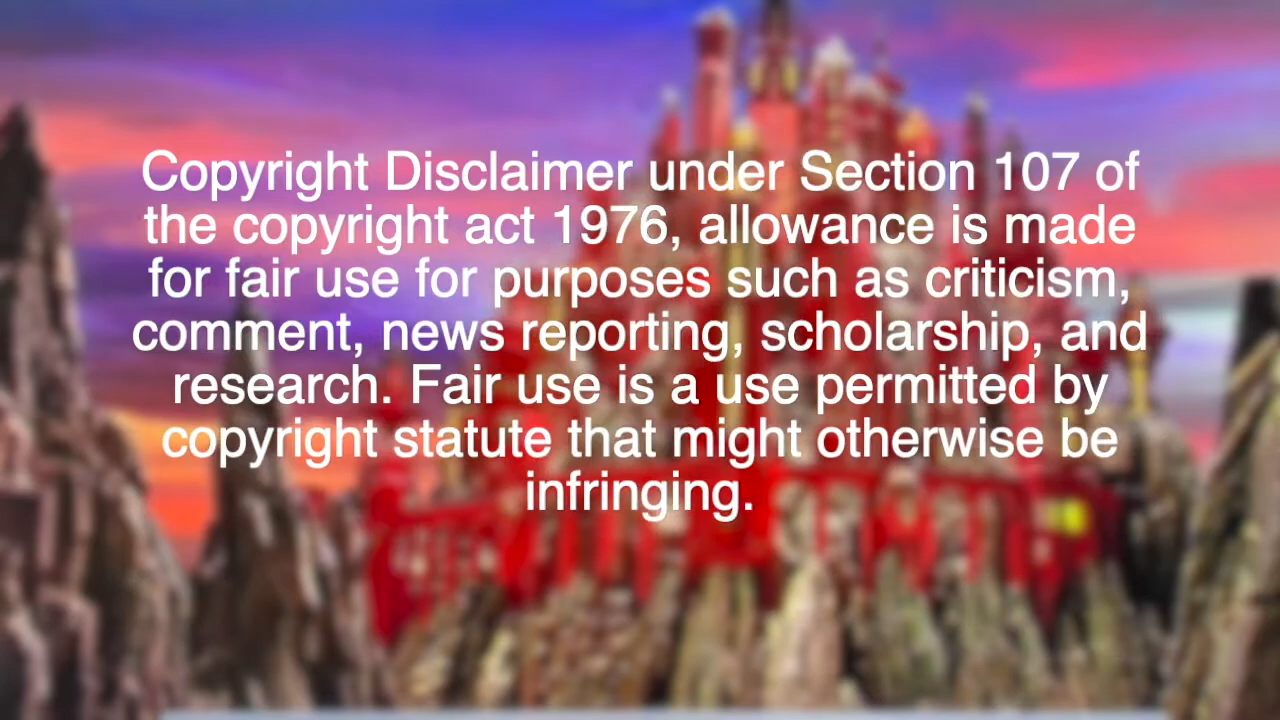 Copyright Disclaimer under Section 107 of
the copyright act 1976, allowance is made
for fair use for purposes such as criticism,
comment, news reporting, scholarship, and
research. Fair use is a use permitted by
copyright statute that might otherwise be
infringing.